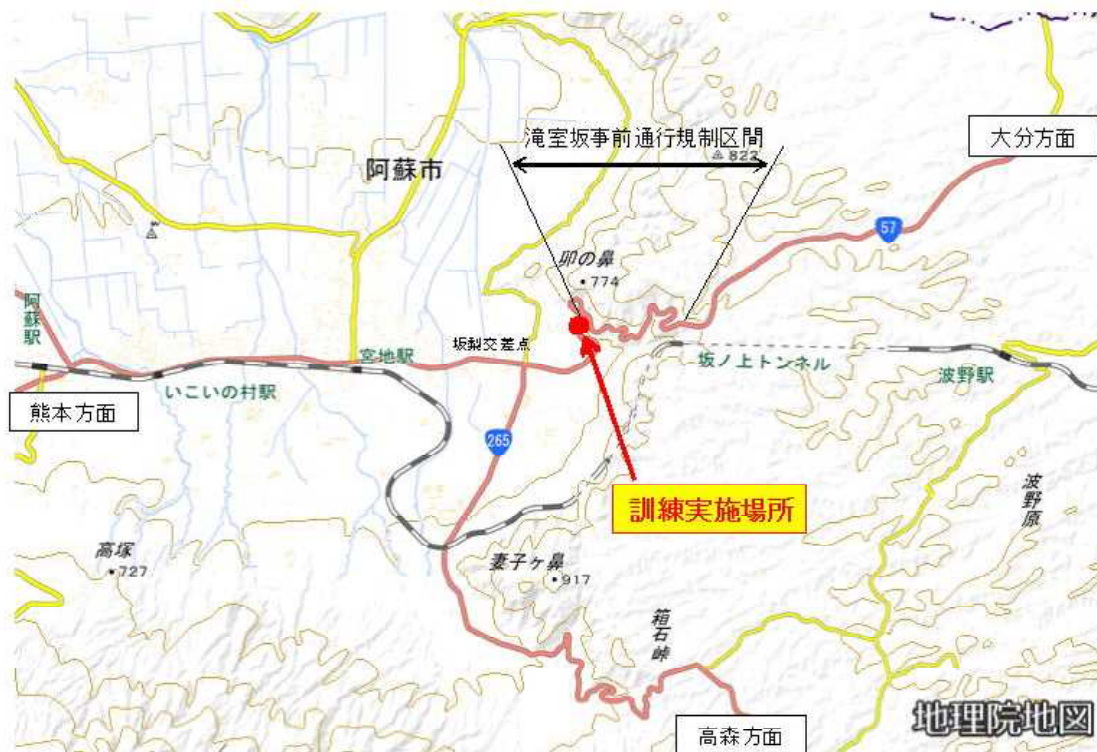 滝室坂事前通行規制区間
大分方面
822
阿蘇市
57
卯の鼻
774
阿蘇駅
宮地駅
坂梨交差点
坂ノ上トンネル
波野駅
いこいの村駅
熊本方面
265
訓練実施場所
波野原
高塚
727
妻子ヶ鼻
917
箱石峠
高森方面
地理院地図